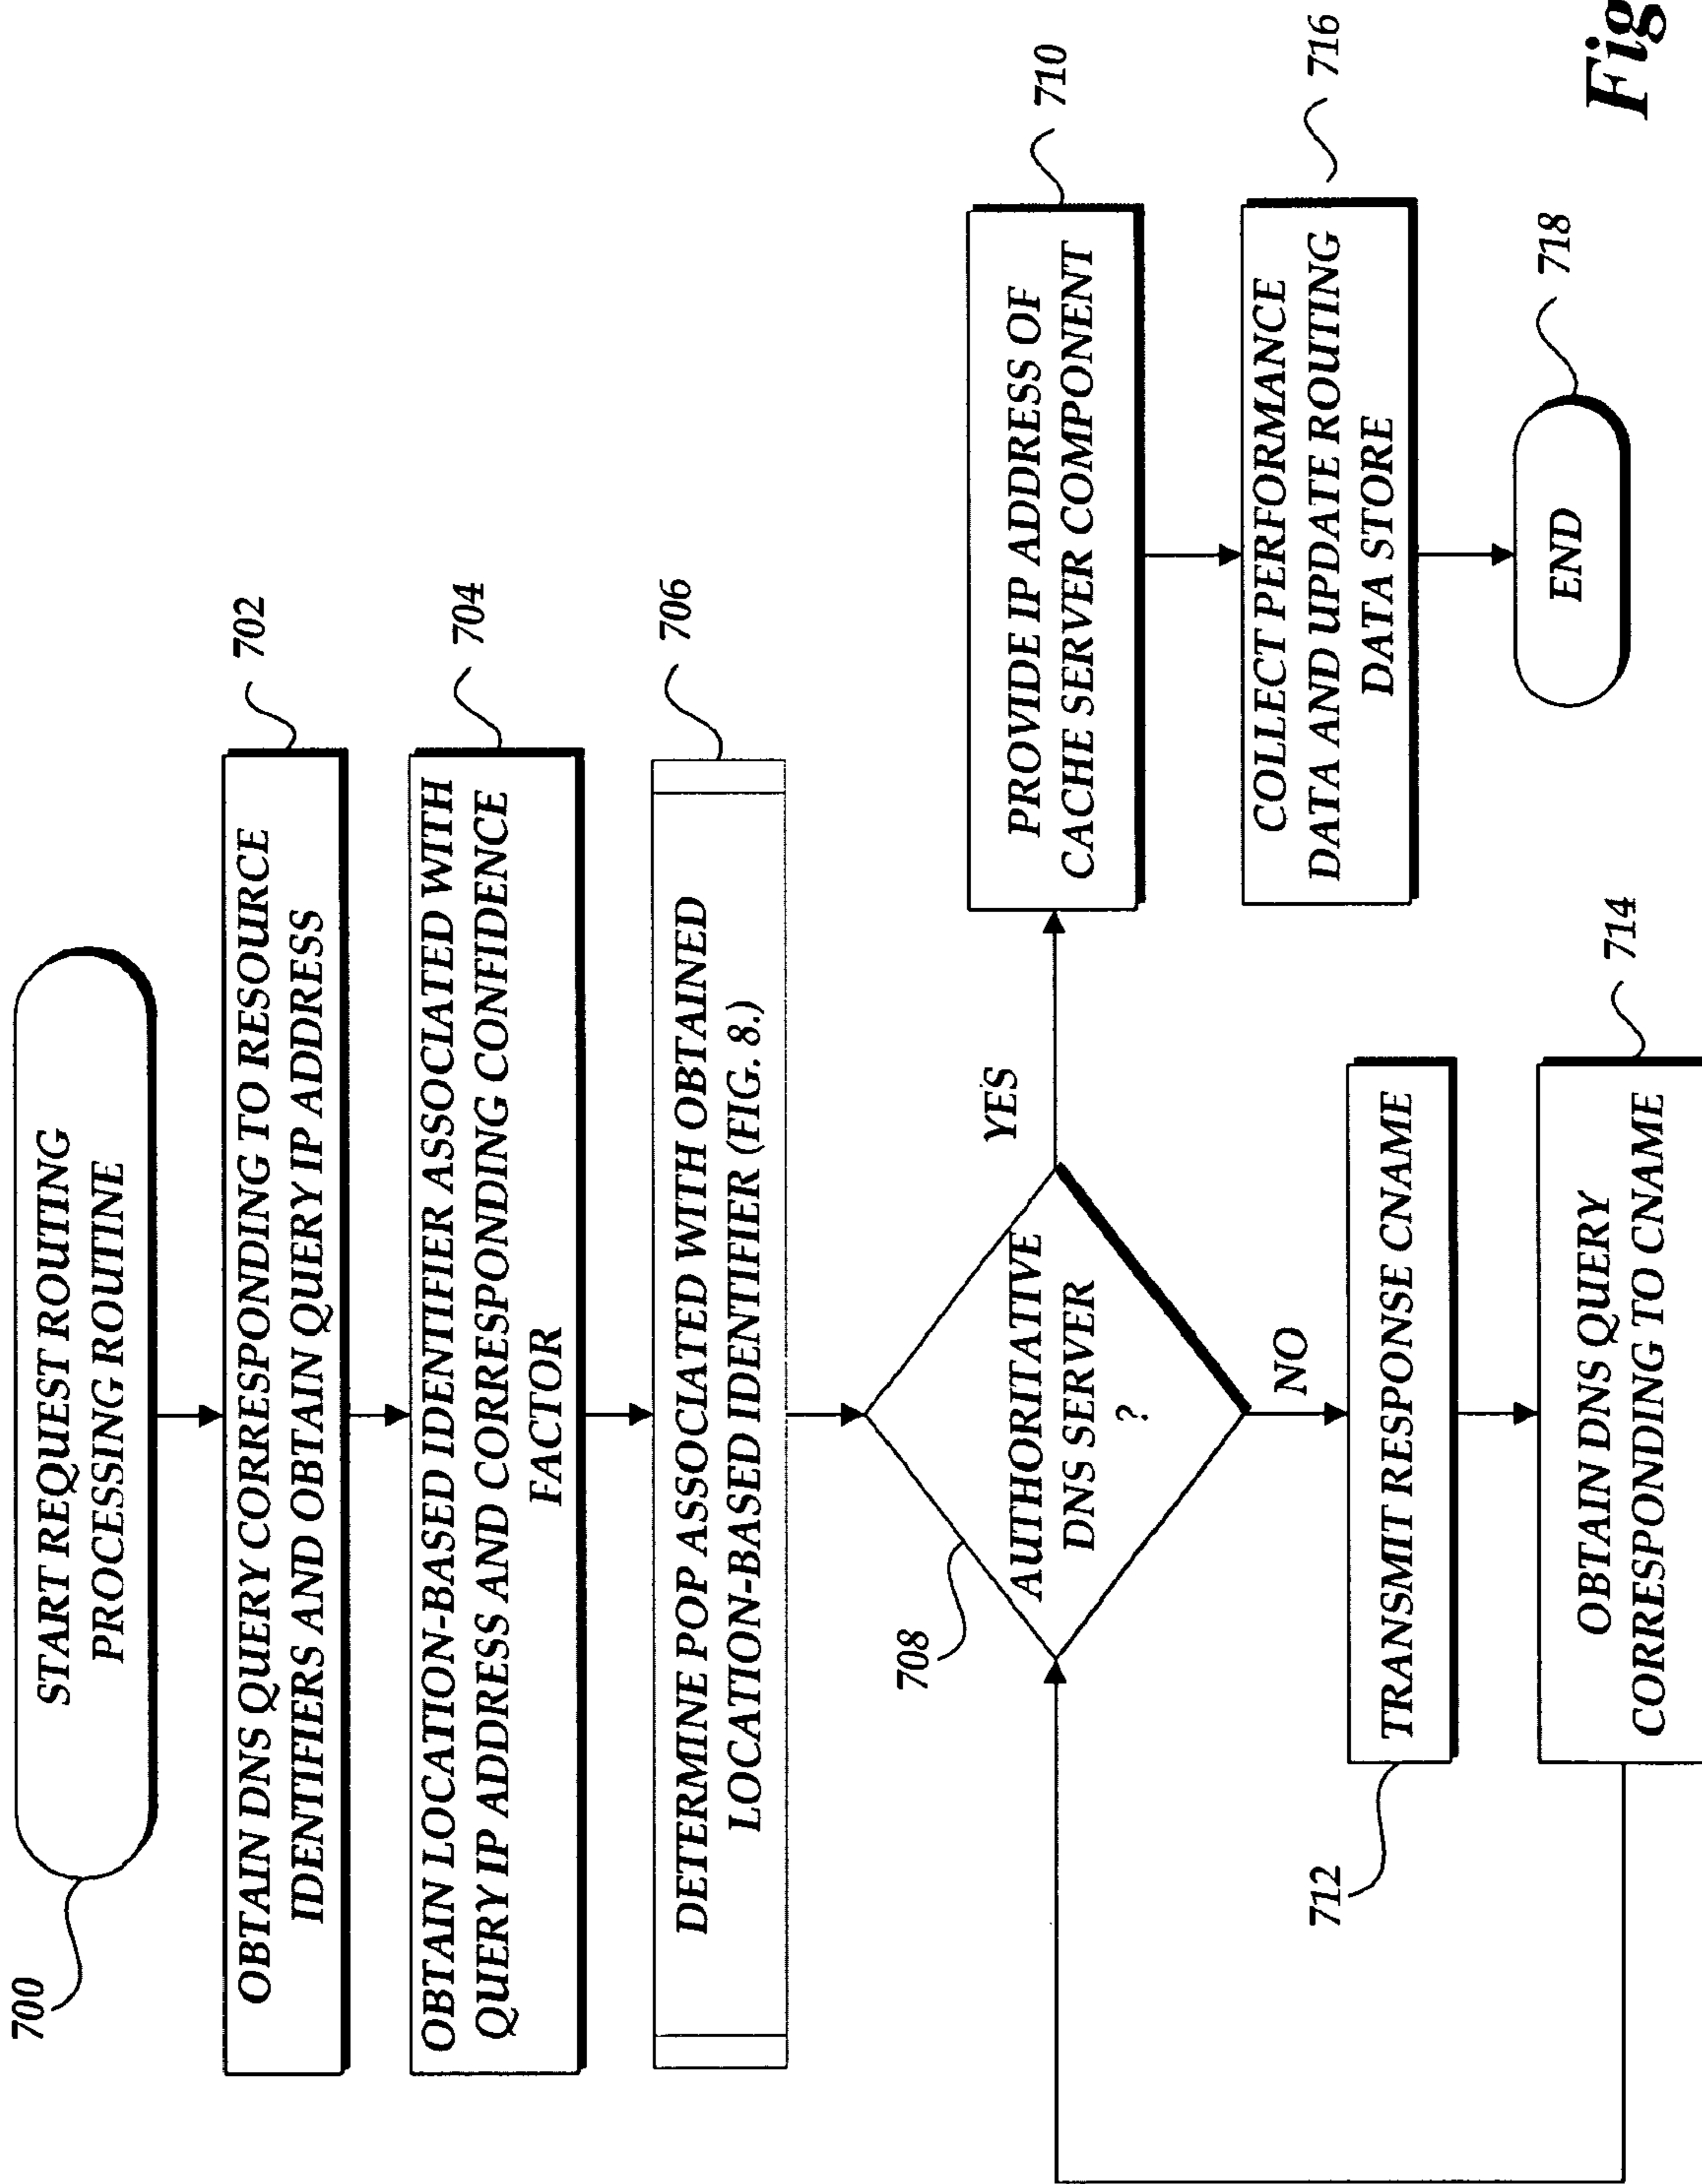 700
START REQUEST ROUTING
PROCESSING ROUTINE
702
OBTAIN DNS QUERY CORRESPONDING TO RESOURCE
IDENTIFIERS AND OBTAIN QUERY IP ADDRESS
704
OBTAIN LOCATION-BASED IDENTIFIER ASSOCIATED WITH
QUERY IP ADDRESS AND CORRESPONDING CONFIDENCE
FACTOR
706
DETERMINE POP ASSOCIATED WITH OBTAINED
LOCATION-BASED IDENTIFIER (FIG. 8.)
708
AUTHORITATIVE
DNS SERVER
?
YES
710
PROVIDE IP ADDRESS OF
CACHE SERVER COMPONENT
NO
712
TRANSMIT RESPONSE CNAME
716
COLLECT PERFORMANCE
DATA AND UPDATE ROUTING
DATA STORE
714
OBTAIN DNS QUERY
CORRESPONDING TO CNAME
718
END
Fig